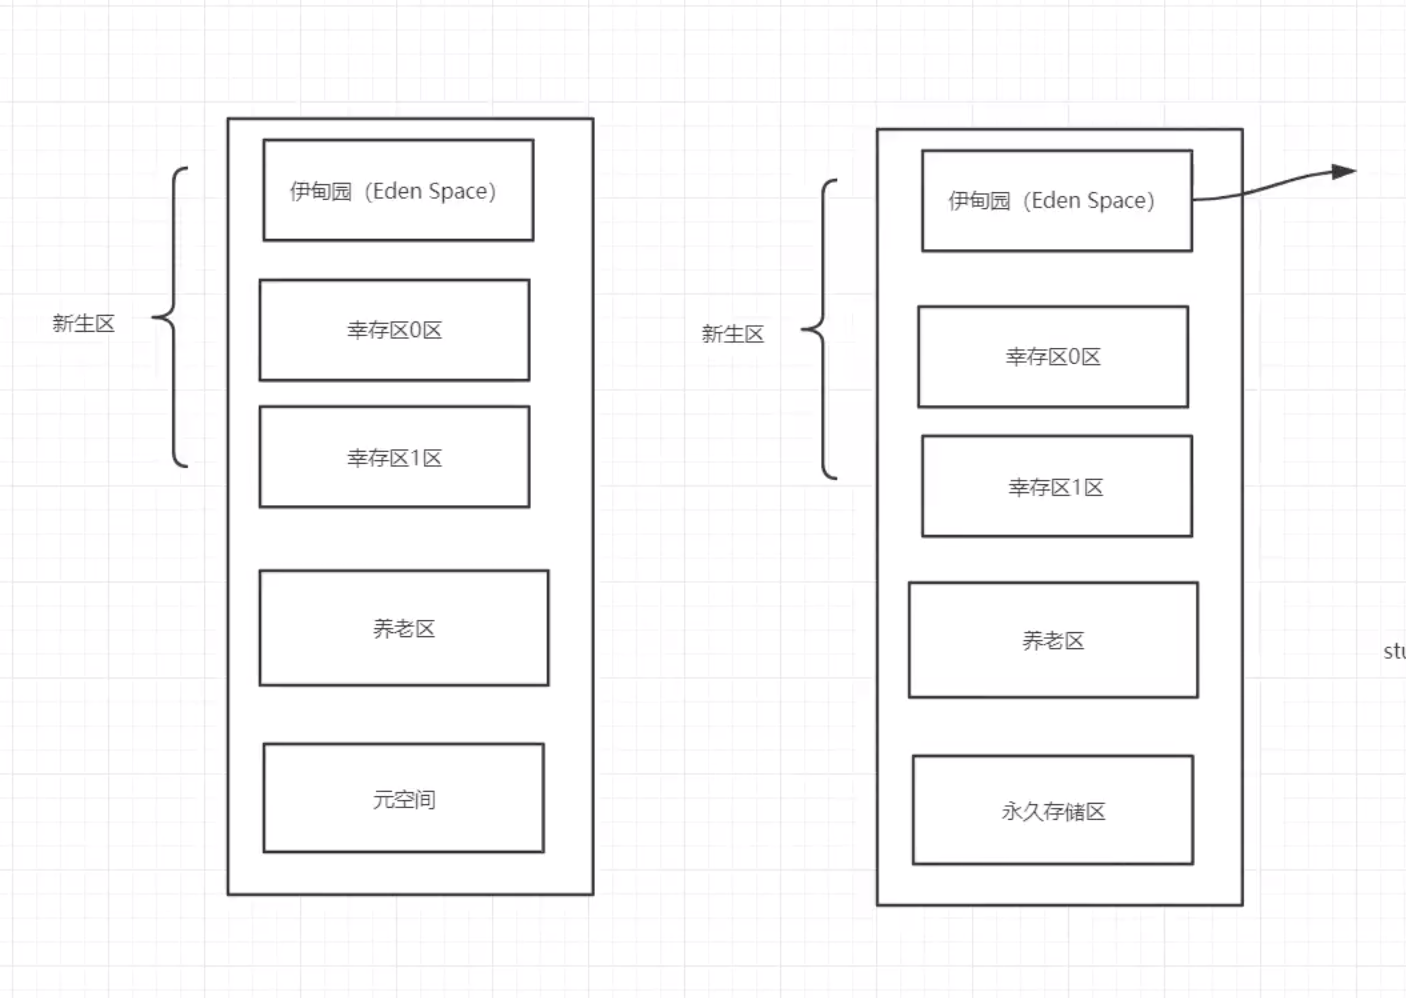 伊甸园（Eden Space）
新生区
幸存区0区
幸存区1区
养老区
元空间
伊甸园（Eden Space）
新生区
幸存区0区
幸存区1区
养老区
永久存储区
stu